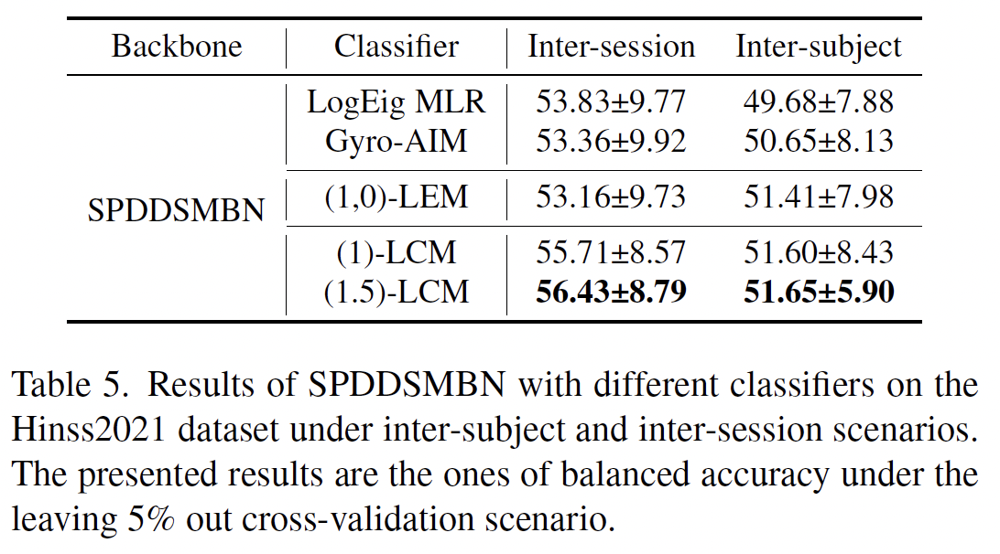 Backbone Classifier Inter-session Inter-subject
LogEig MLR 53.83±9.77 49.68±7.88
Gyro-AIM 53.36±9.92 50.65±8.13
SPDDSMBN (1,0)-LEM 53.16±9.73 51.41±7.98
(1)-LCM 55.71±8.57 51.60±8.43
(1.5)-LCM 56.43±8.79 51.65±5.90
Table 5. Results of SPDDSMBN with different classifiers on the
Hinss2021 dataset under inter-subject and inter-session scenarios.
The presented results are the ones of balanced accuracy under the
leaving 5% out cross-validation scenario.